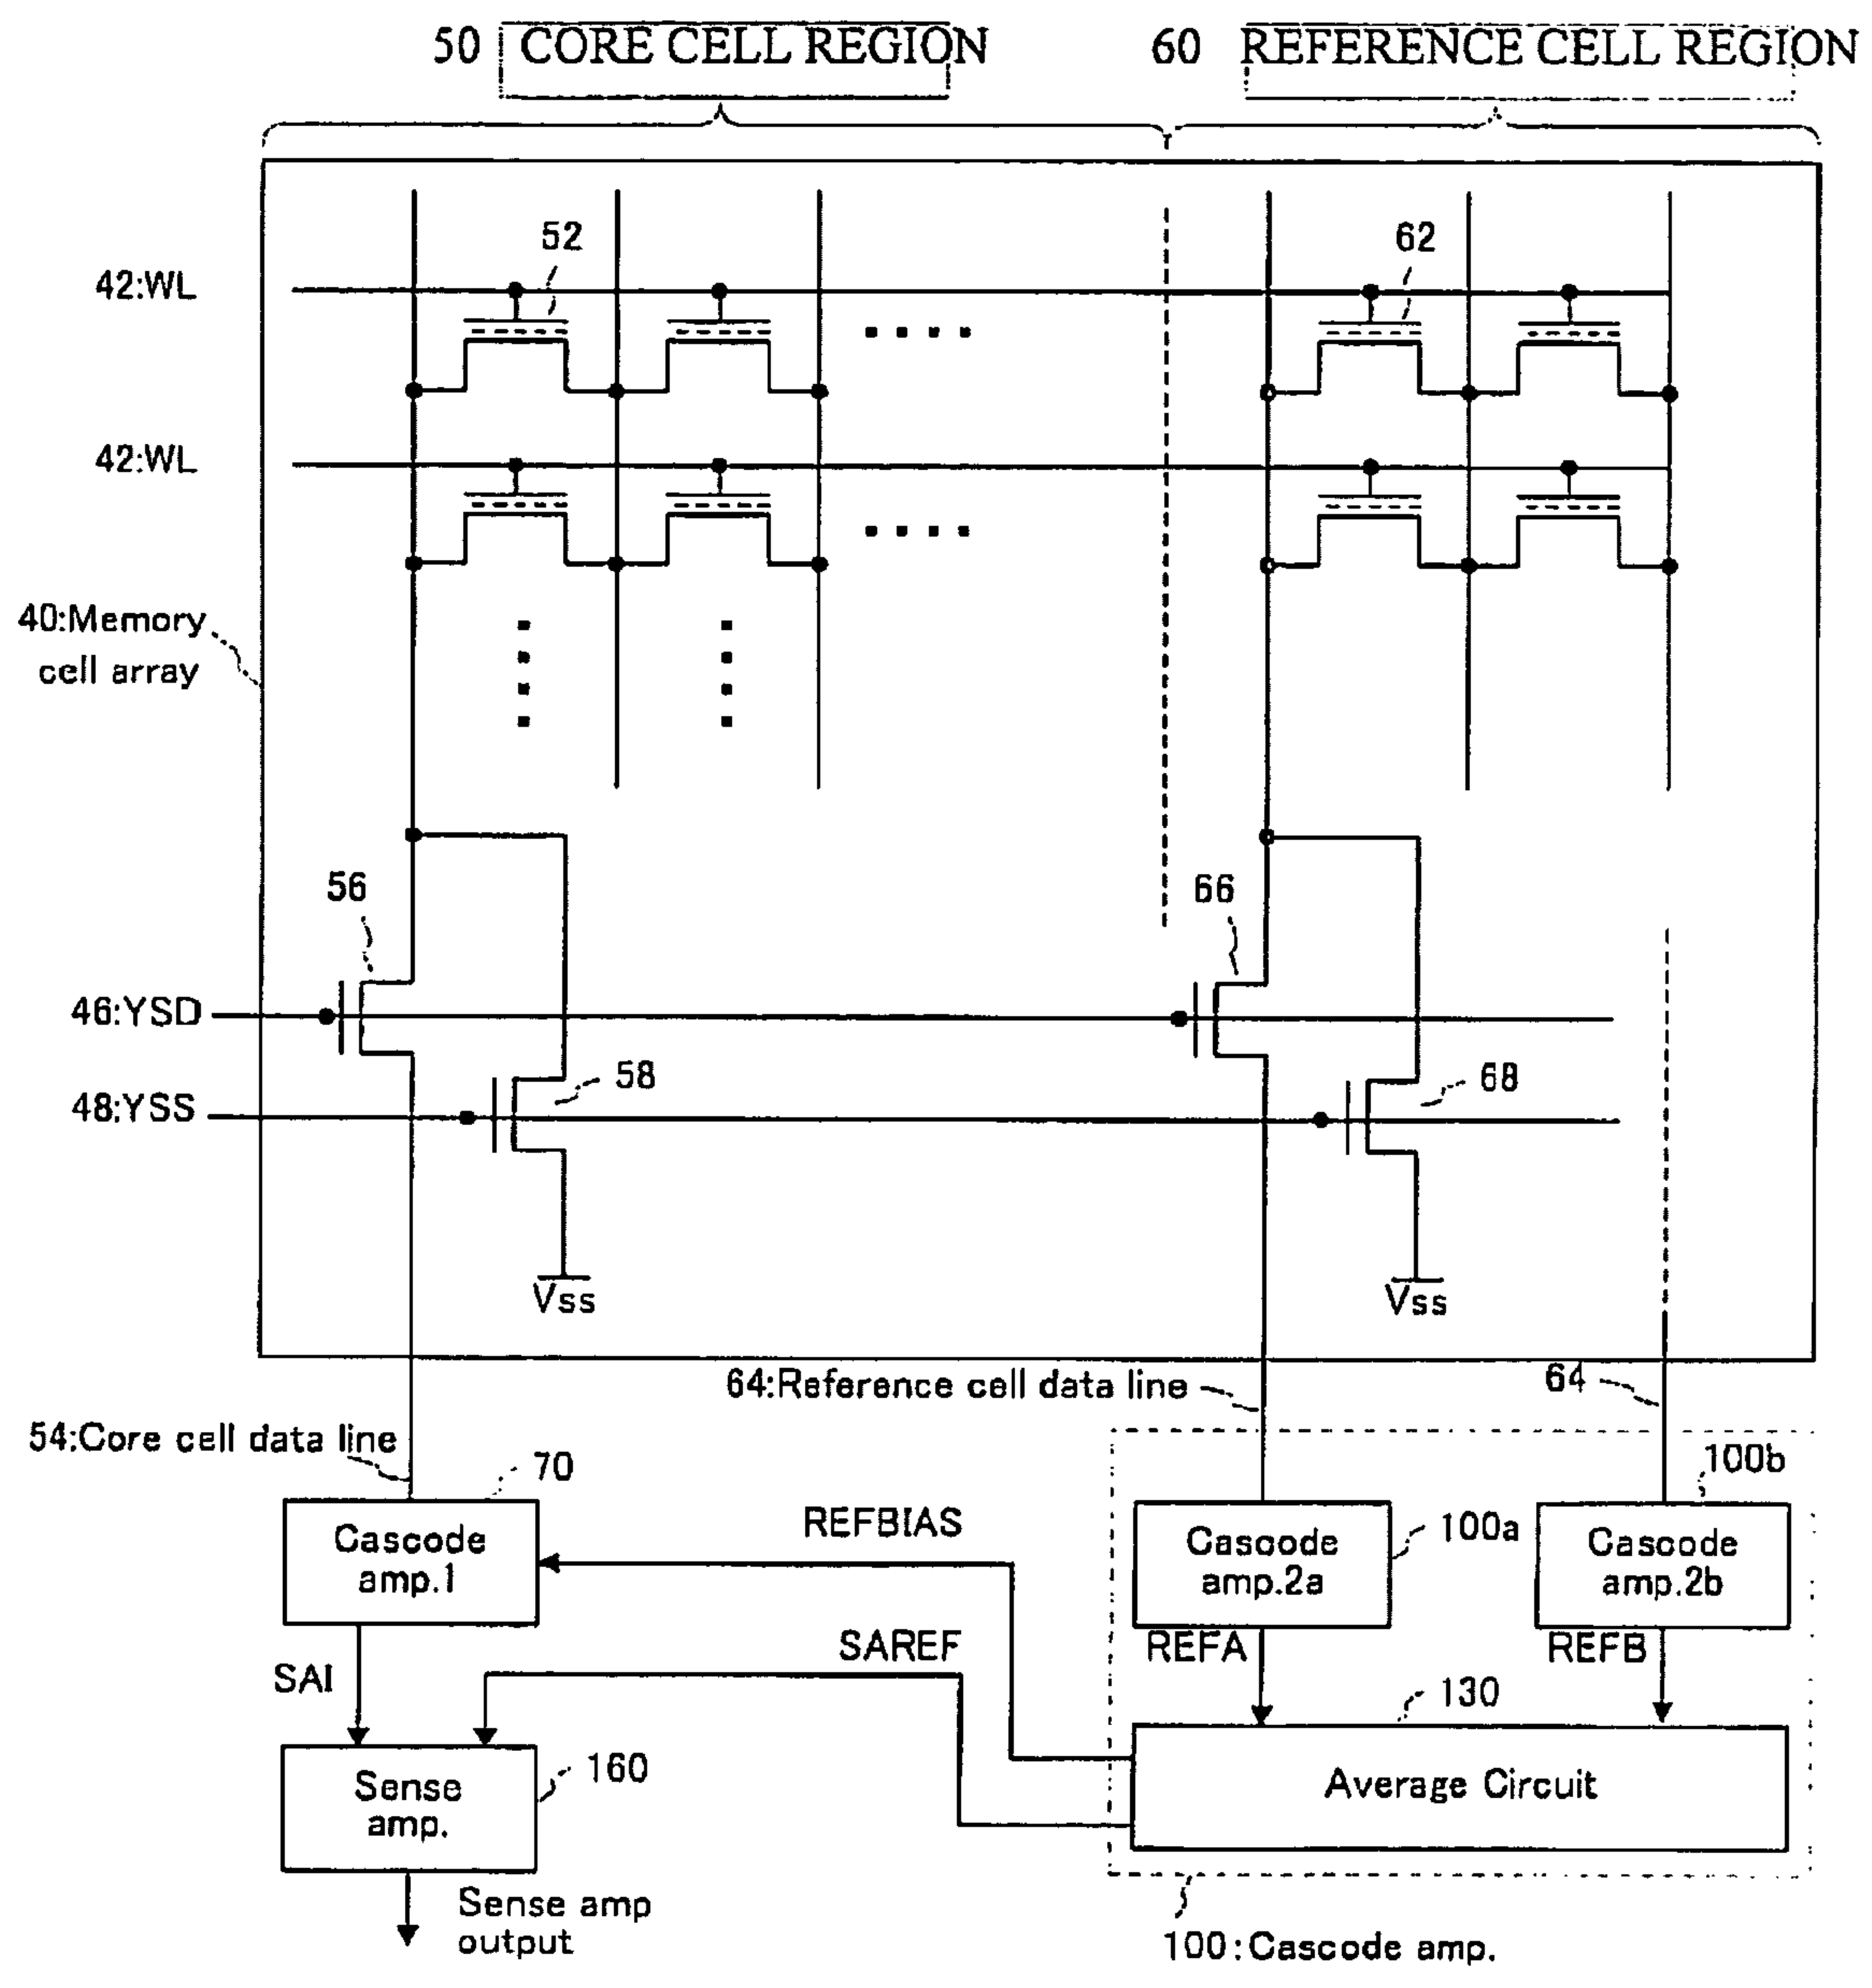 50 CORE CELL REGION
60 REFERENCE CELL REGION
52
62
42:WL
42:WL
40:Memory
cell array
56
66
46:YSD
58
68
48:YSS
Vss
Vss
64:Reference cell data line
64
54:Core cell data line
70
100b
REFBIAS
100a
Cascode
amp.1
Cascode
amp.2a
Cascode
amp.2b
SAREF
REFA
REFB
SAI
130
160
Sense
amp.
Average Circuit
Sense amp
output
100:Cascode amp.